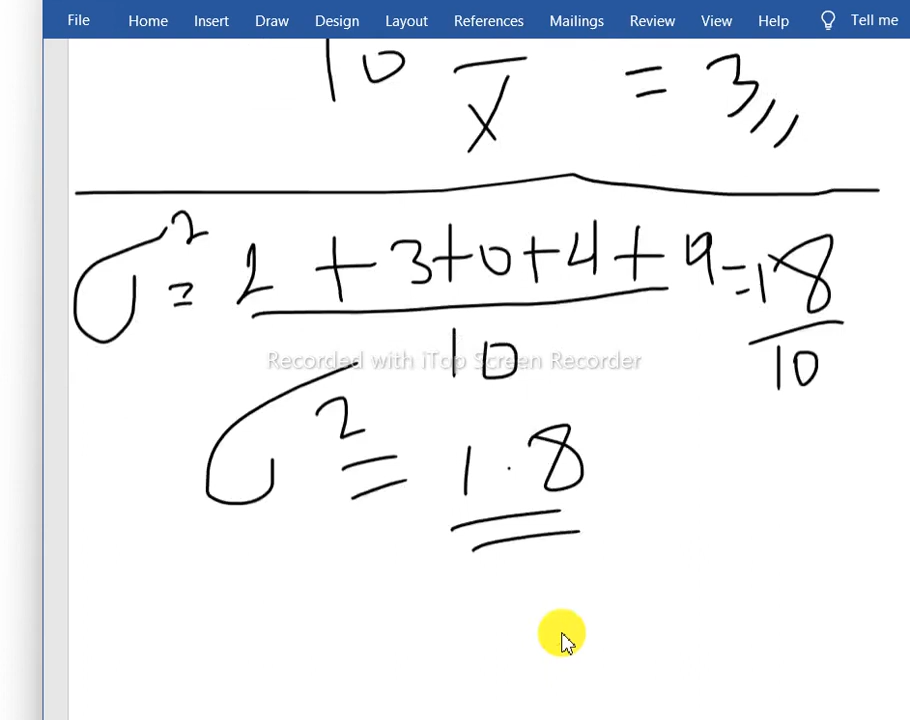 File Home Insert Draw Design Layout References Mailings Review View Help Tell me
10
X̄ = 3,,
σ² = 2 + 3 + 0 + 4 + 9 = 18
10 10
Recorded with iTop Screen Recorder
σ² = 1.8